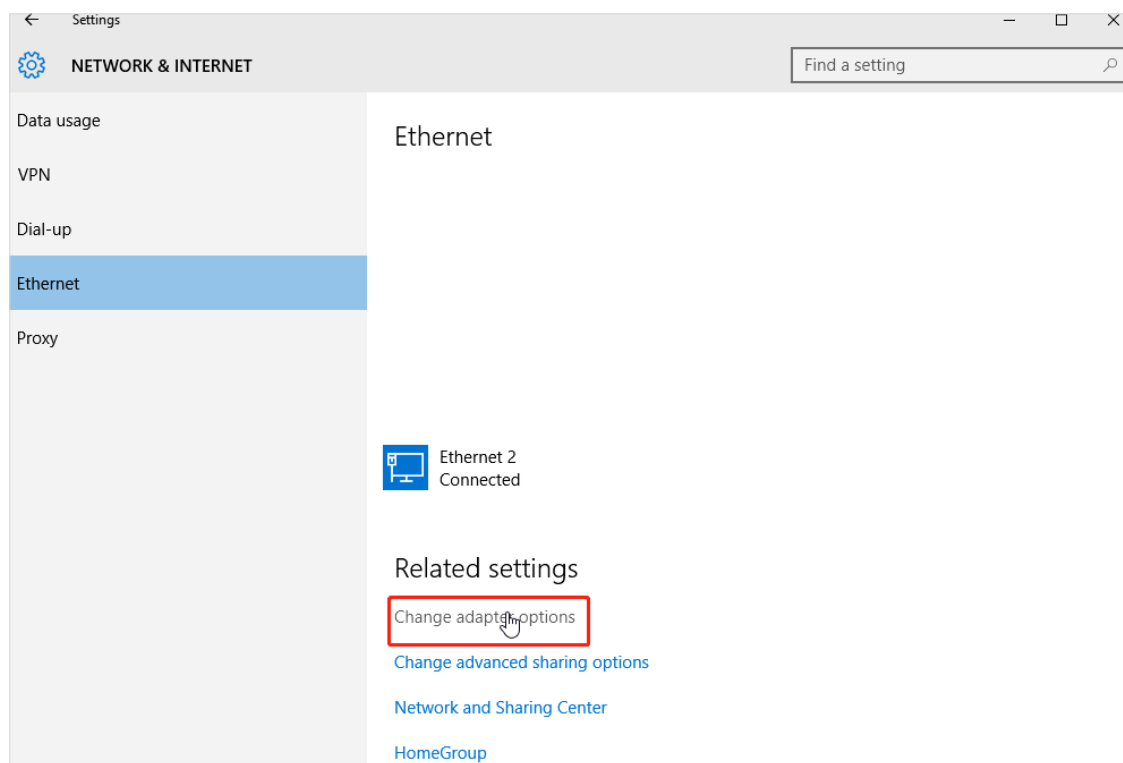 Settings
NETWORK & INTERNET
Find a setting
Data usage
VPN
Dial-up
Ethernet
Proxy
Ethernet
Ethernet 2
Connected
Related settings
Change adapter options
Change advanced sharing options
Network and Sharing Center
HomeGroup